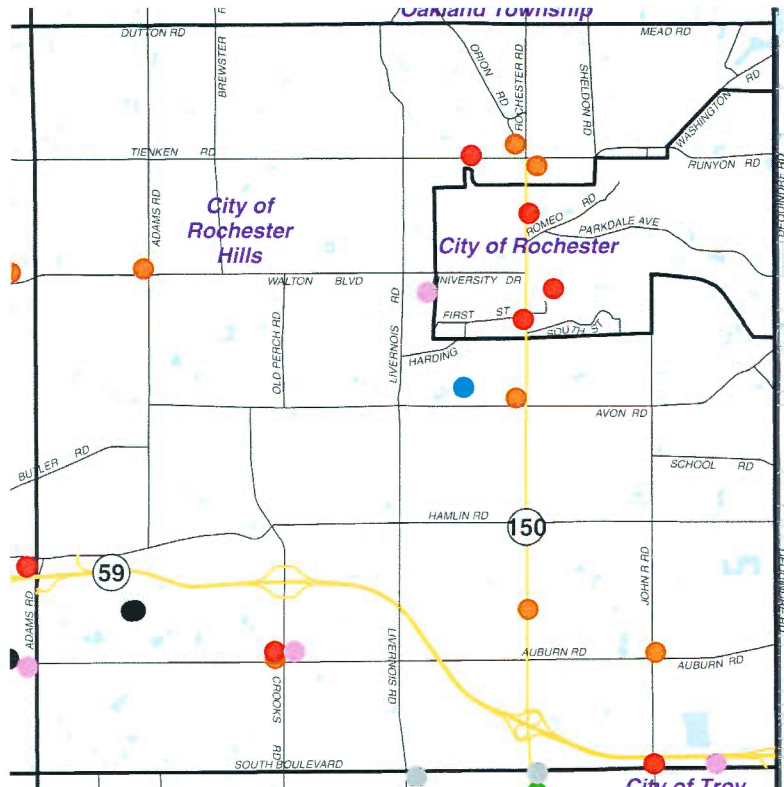 Oakland Township
DUTTON RD
MEAD RD
BREWSTER
ORION RD
ROCHESTER RD
SHELDON RD
WASHINGTON RD
TIENKEN RD
RUNYON RD
ADAMS RD
City of
Rochester
Hills
ROMEO RD
PARKDALE AVE
City of Rochester
WALTON BLVD
UNIVERSITY DR
FIRST ST
SOUTH ST
LIVERNOIS RD
OLD PERCH RD
HARDING
AVON RD
BUTLER RD
SCHOOL RD
HAMLIN RD
150
59
JOHN R RD
ADAMS RD
LIVERNOIS RD
AUBURN RD
AUBURN RD
CROOKS RD
SOUTH BOULEVARD
City of Troy